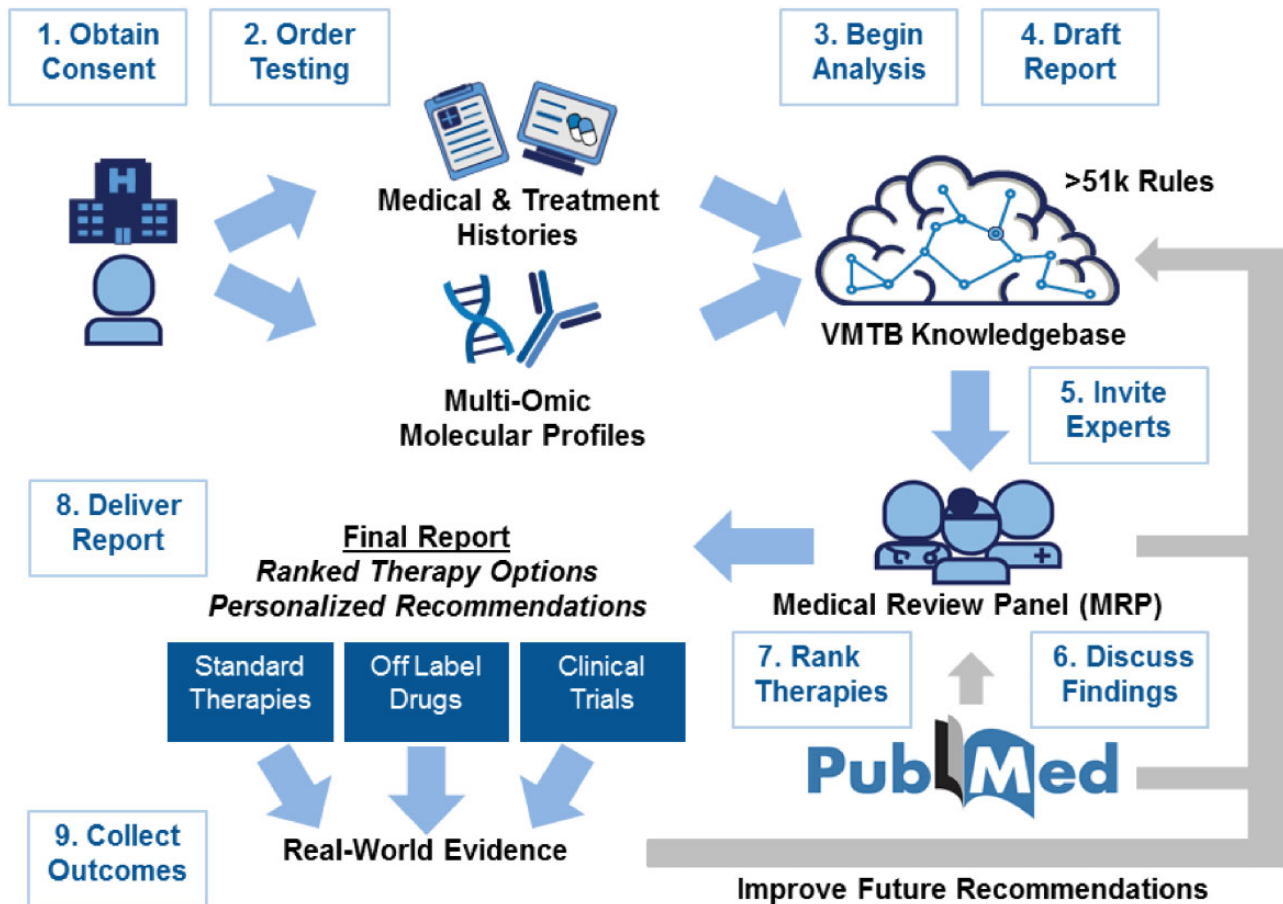 1. Obtain
Consent
2. Order
Testing
3. Begin
Analysis
4. Draft
Report
H
Medical & Treatment
Histories
>51k Rules
VMTB Knowledgebase
Multi-Omic
Molecular Profiles
5. Invite
Experts
8. Deliver
Report
Final Report
Ranked Therapy Options
Personalized Recommendations
Medical Review Panel (MRP)
Standard
Therapies
Off Label
Drugs
Clinical
Trials
7. Rank
Therapies
6. Discuss
Findings
PubMed
9. Collect
Outcomes
Real-World Evidence
Improve Future Recommendations